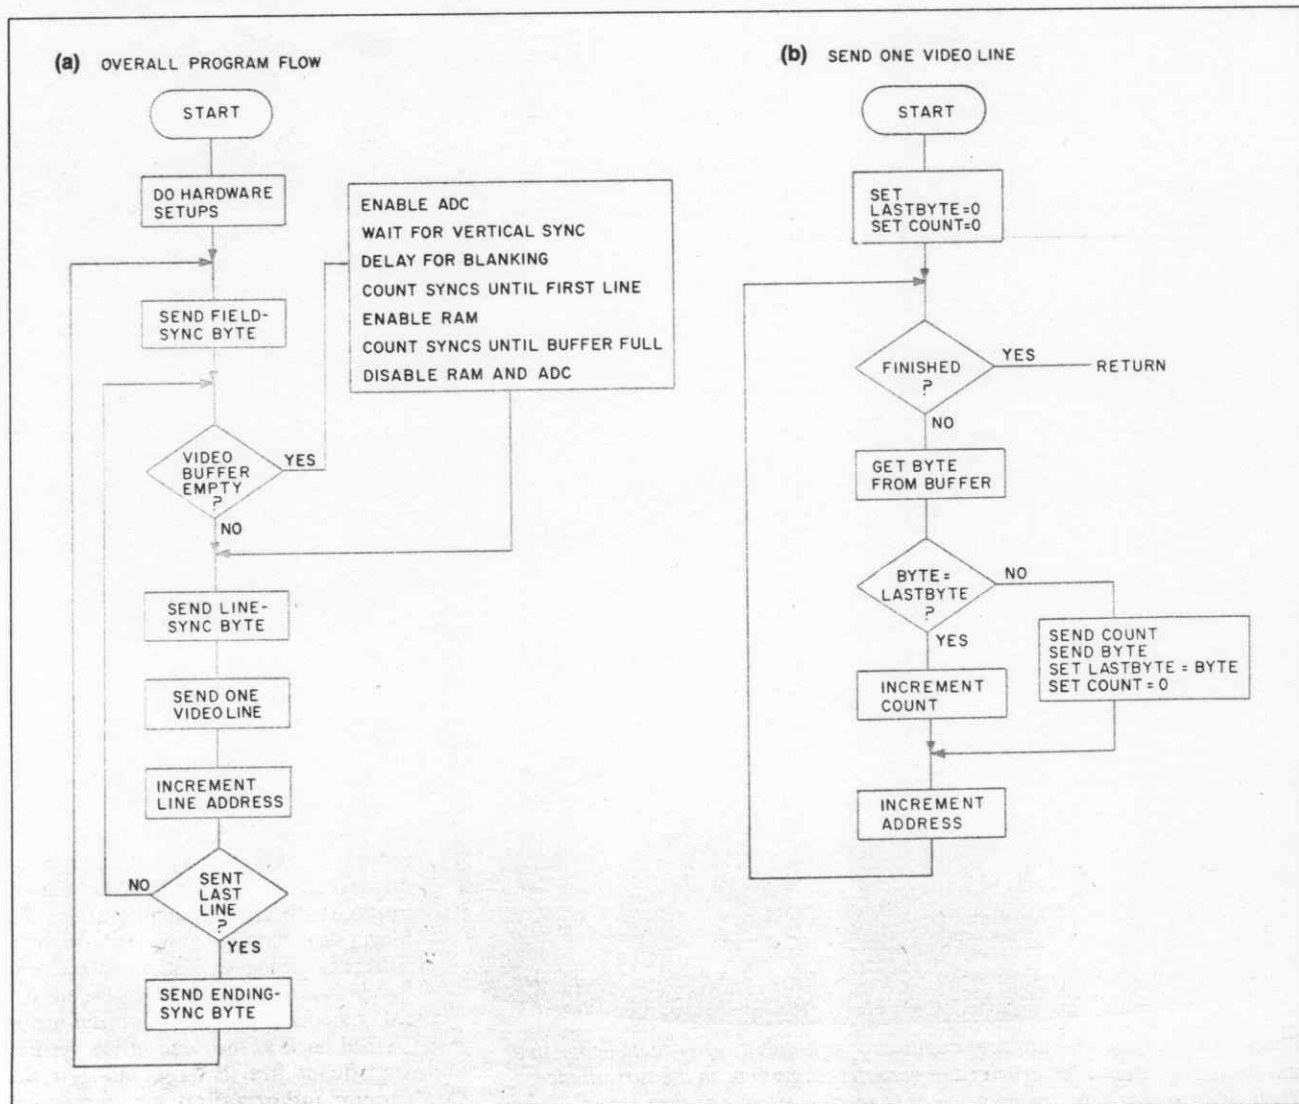 (a) OVERALL PROGRAM FLOW
START
DO HARDWARE
SETUPS
SEND FIELD-
SYNC BYTE
VIDEO
BUFFER
EMPTY
?
YES
NO
ENABLE ADC
WAIT FOR VERTICAL SYNC
DELAY FOR BLANKING
COUNT SYNCS UNTIL FIRST LINE
ENABLE RAM
COUNT SYNCS UNTIL BUFFER FULL
DISABLE RAM AND ADC
SEND LINE-
SYNC BYTE
SEND ONE
VIDEO LINE
INCREMENT
LINE ADDRESS
NO
SENT
LAST
LINE
?
YES
SEND ENDING-
SYNC BYTE
(b) SEND ONE VIDEO LINE
START
SET
LASTBYTE=0
SET COUNT=0
FINISHED
?
YES
RETURN
NO
GET BYTE
FROM BUFFER
BYTE=
LASTBYTE
?
NO
YES
SEND COUNT
SEND BYTE
SET LASTBYTE = BYTE
SET COUNT = 0
INCREMENT
COUNT
INCREMENT
ADDRESS